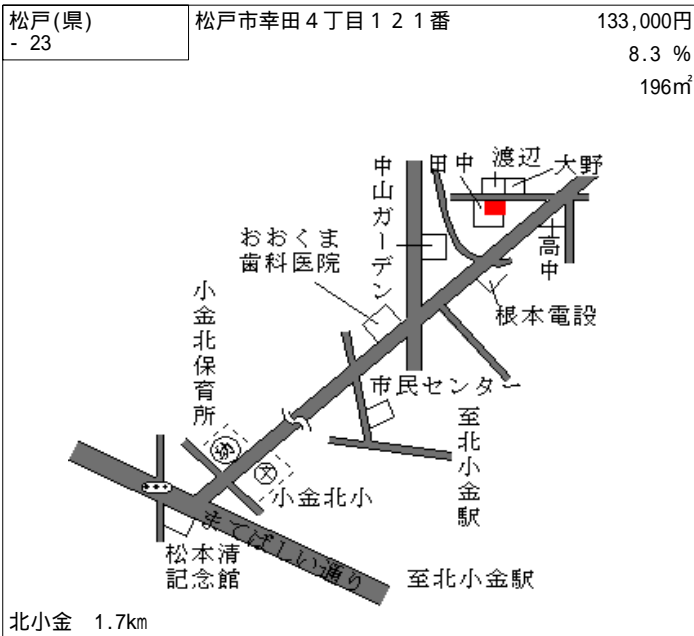 松戸(県)
- 23
松戸市幸田４丁目１２１番
133,000円
8.3 %
196㎡
中山ガーデン
田中
渡辺
大野
高中
おおくま
歯科医院
根本電設
小金北保育所
市民センター
至北小金駅
幼
文
小金北小
まてばしい通り
松本清
記念館
至北小金駅
北小金　1.7km